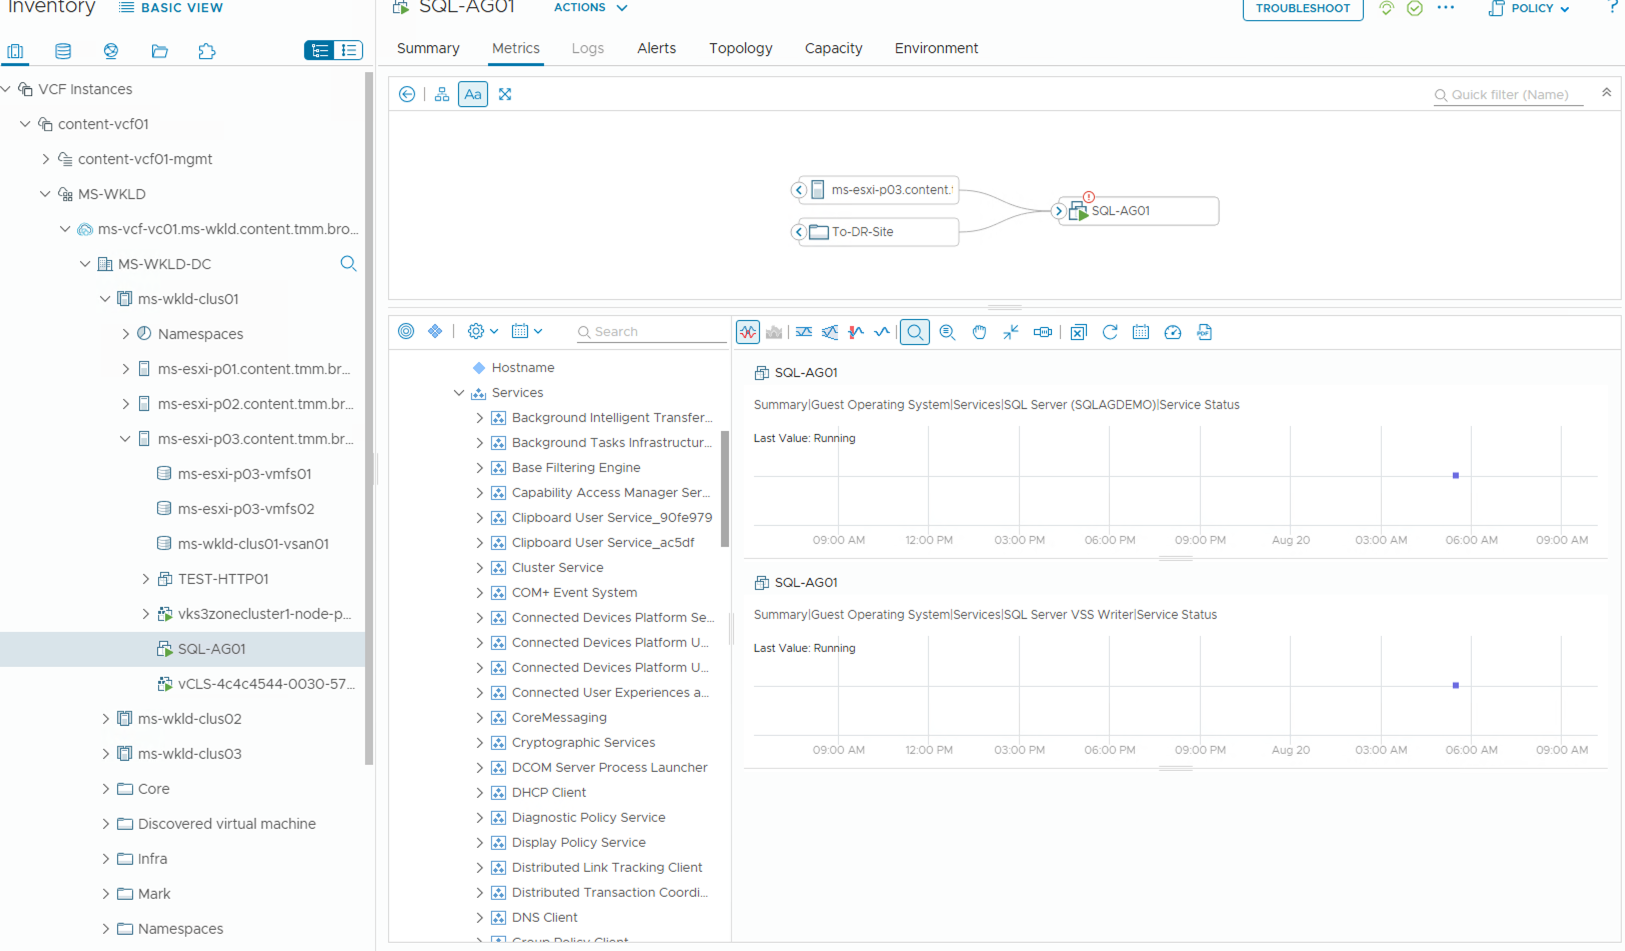 Inventory
BASIC VIEW
VCF Instances
content-vcf01
content-vcf01-mgmt
MS-WKLD
ms-vcf-vc01.ms-wkld.content.tmm.bro...
MS-WKLD-DC
ms-wkld-clus01
Namespaces
ms-esxi-p01.content.tmm.br...
ms-esxi-p02.content.tmm.br...
ms-esxi-p03.content.tmm.br...
ms-esxi-p03-vmfs01
ms-esxi-p03-vmfs02
ms-wkld-clus01-vsan01
TEST-HTTP01
vks3zonecluster1-node-p...
SQL-AG01
vCLS-4c4c4544-0030-57...
ms-wkld-clus02
ms-wkld-clus03
Core
Discovered virtual machine
Infra
Mark
Namespaces
SQL-AG01
ACTIONS
TROUBLESHOOT
POLICY
?
Summary
Metrics
Logs
Alerts
Topology
Capacity
Environment
Aa
Quick filter (Name)
ms-esxi-p03.content.
To-DR-Site
SQL-AG01
Search
Hostname
Services
Background Intelligent Transfer...
Background Tasks Infrastructur...
Base Filtering Engine
Capability Access Manager Ser...
Clipboard User Service_90fe979
Clipboard User Service_ac5df
Cluster Service
COM+ Event System
Connected Devices Platform Se...
Connected Devices Platform U...
Connected Devices Platform U...
Connected User Experiences a...
CoreMessaging
Cryptographic Services
DCOM Server Process Launcher
DHCP Client
Diagnostic Policy Service
Display Policy Service
Distributed Link Tracking Client
Distributed Transaction Coordi...
DNS Client
Group Policy Client
SQL-AG01
Summary|Guest Operating System|Services|SQL Server (SQLAGDEMO)|Service Status
Last Value: Running
09:00 AM 12:00 PM 03:00 PM 06:00 PM 09:00 PM Aug 20 03:00 AM 06:00 AM 09:00 AM
SQL-AG01
Summary|Guest Operating System|Services|SQL Server VSS Writer|Service Status
Last Value: Running
09:00 AM 12:00 PM 03:00 PM 06:00 PM 09:00 PM Aug 20 03:00 AM 06:00 AM 09:00 AM